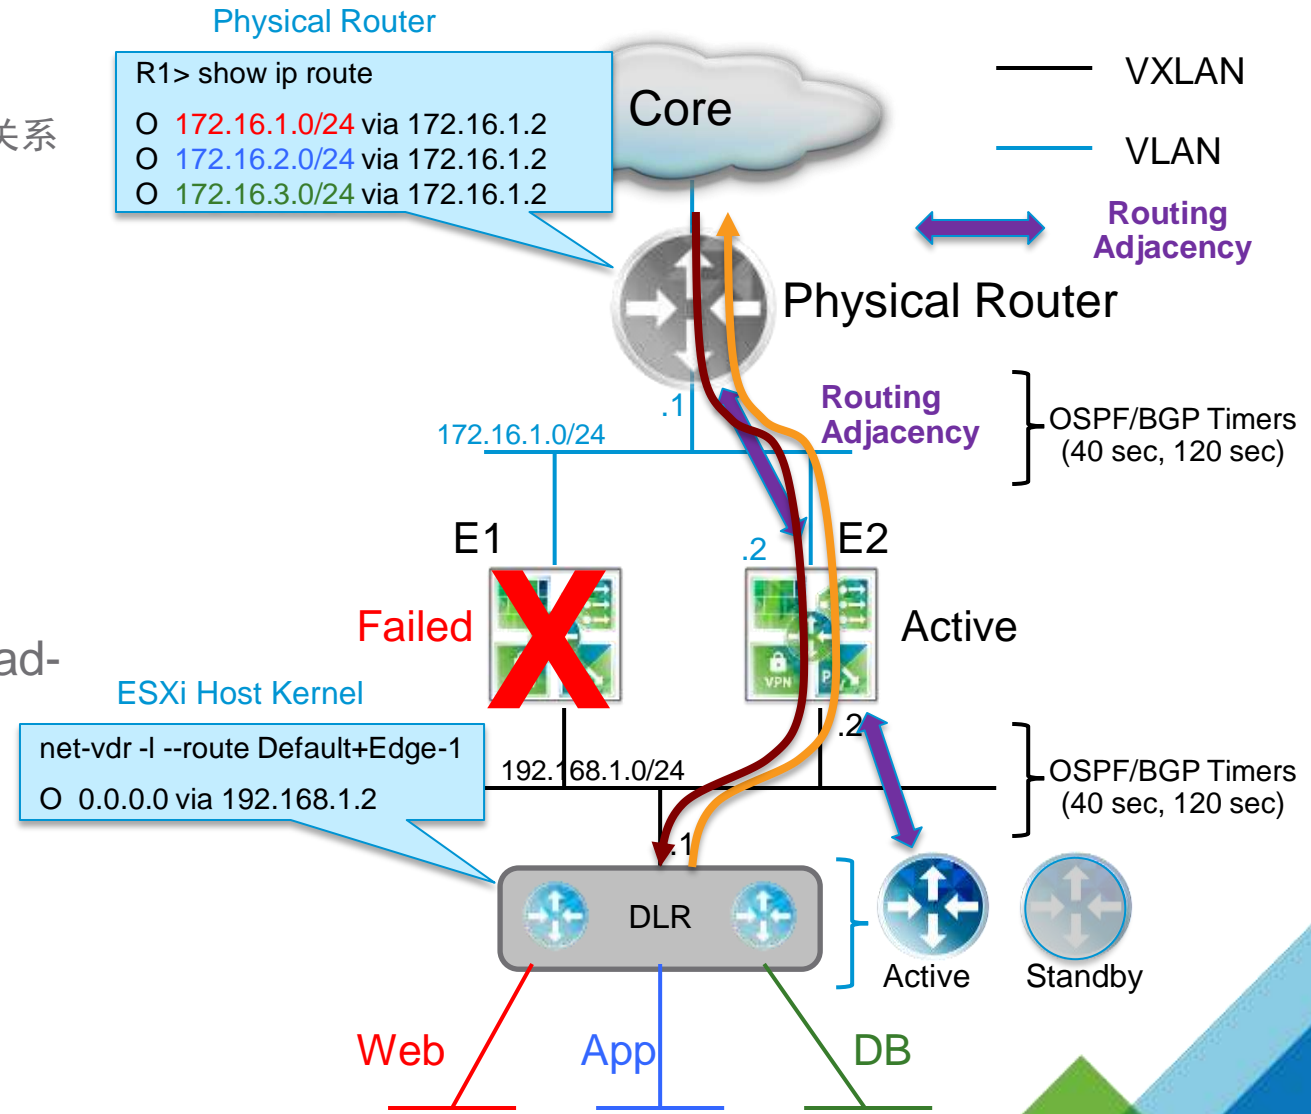 Physical Router
R1> show ip route
O 172.16.1.0/24 via 172.16.1.2
O 172.16.2.0/24 via 172.16.1.2
O 172.16.3.0/24 via 172.16.1.2
关系
Core
VXLAN
VLAN
Routing
Adjacency
Physical Router
.1
172.16.1.0/24
Routing
Adjacency
OSPF/BGP Timers
(40 sec, 120 sec)
E1
.2
E2
Failed
Active
VPN
ad-
ESXi Host Kernel
net-vdr -l --route Default+Edge-1
O 0.0.0.0 via 192.168.1.2
.2
192.168.1.0/24
OSPF/BGP Timers
(40 sec, 120 sec)
.1
DLR
Active
Standby
Web
App
DB